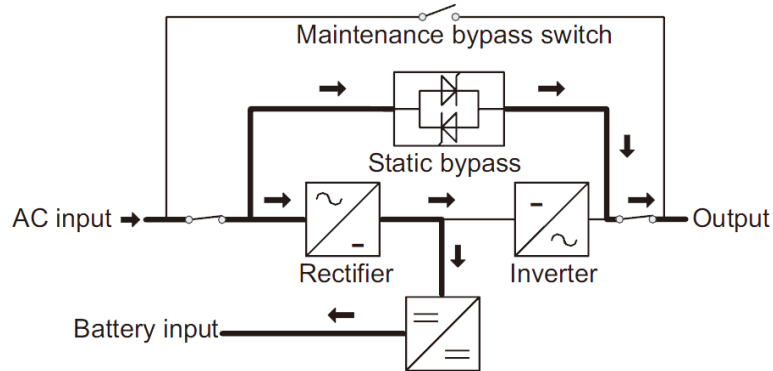 Maintenance bypass switch
Static bypass
AC input
Output
Rectifier
Inverter
Battery input